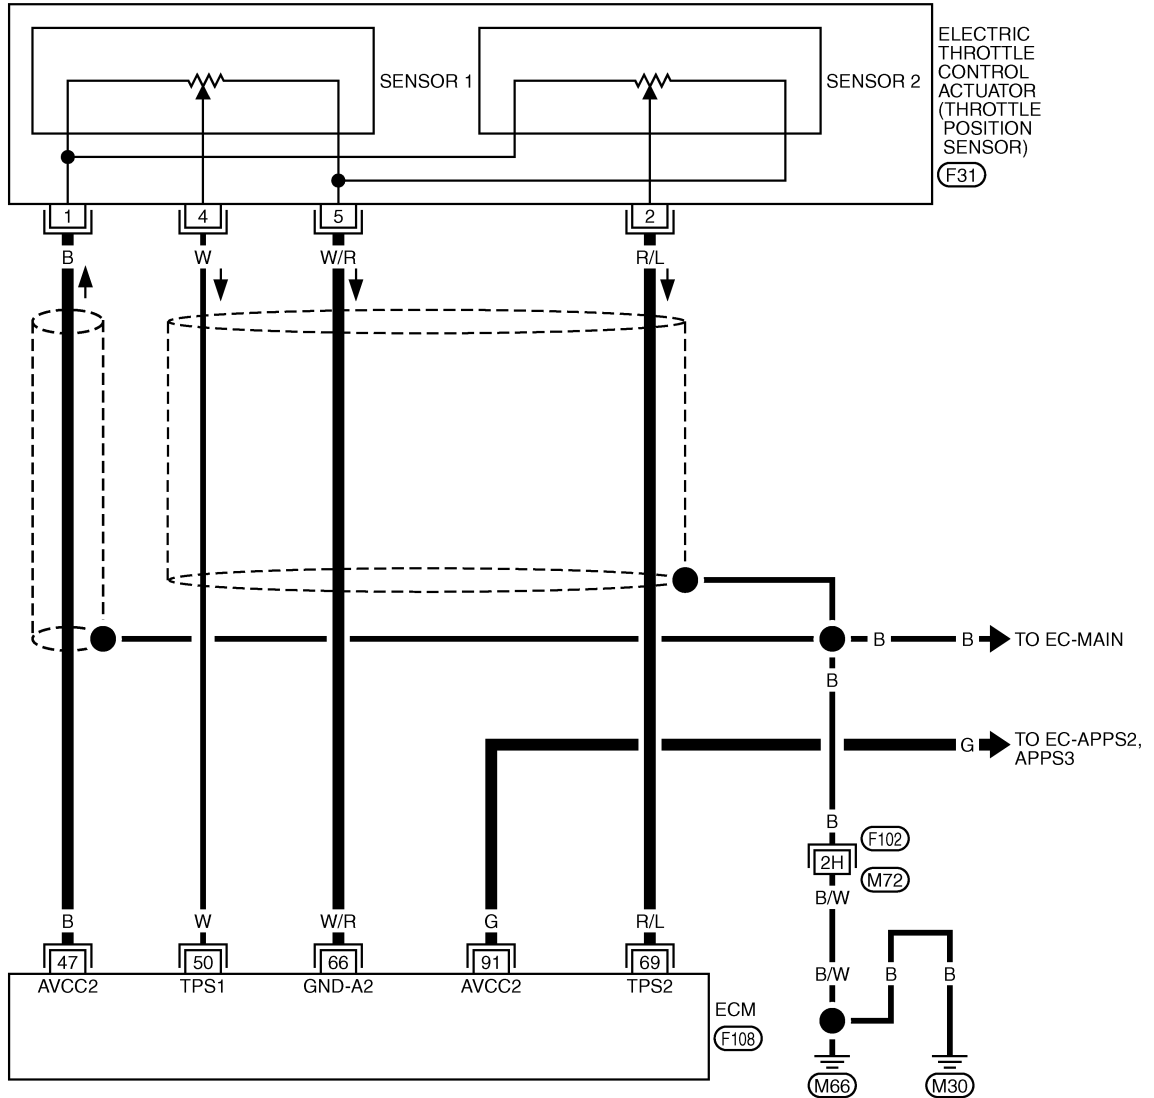 ELECTRIC
THROTTLE
CONTROL
ACTUATOR
(THROTTLE
POSITION
SENSOR)
F31
SENSOR 1
SENSOR 2
1
4
5
2
B
W
W/R
R/L
B
B
TO EC-MAIN
B
G
TO EC-APPS2,
APPS3
B
F102
2H
M72
B/W
B
W
W/R
G
R/L
47
50
66
91
69
AVCC2
TPS1
GND-A2
AVCC2
TPS2
B/W
B
B
ECM
F108
M66
M30